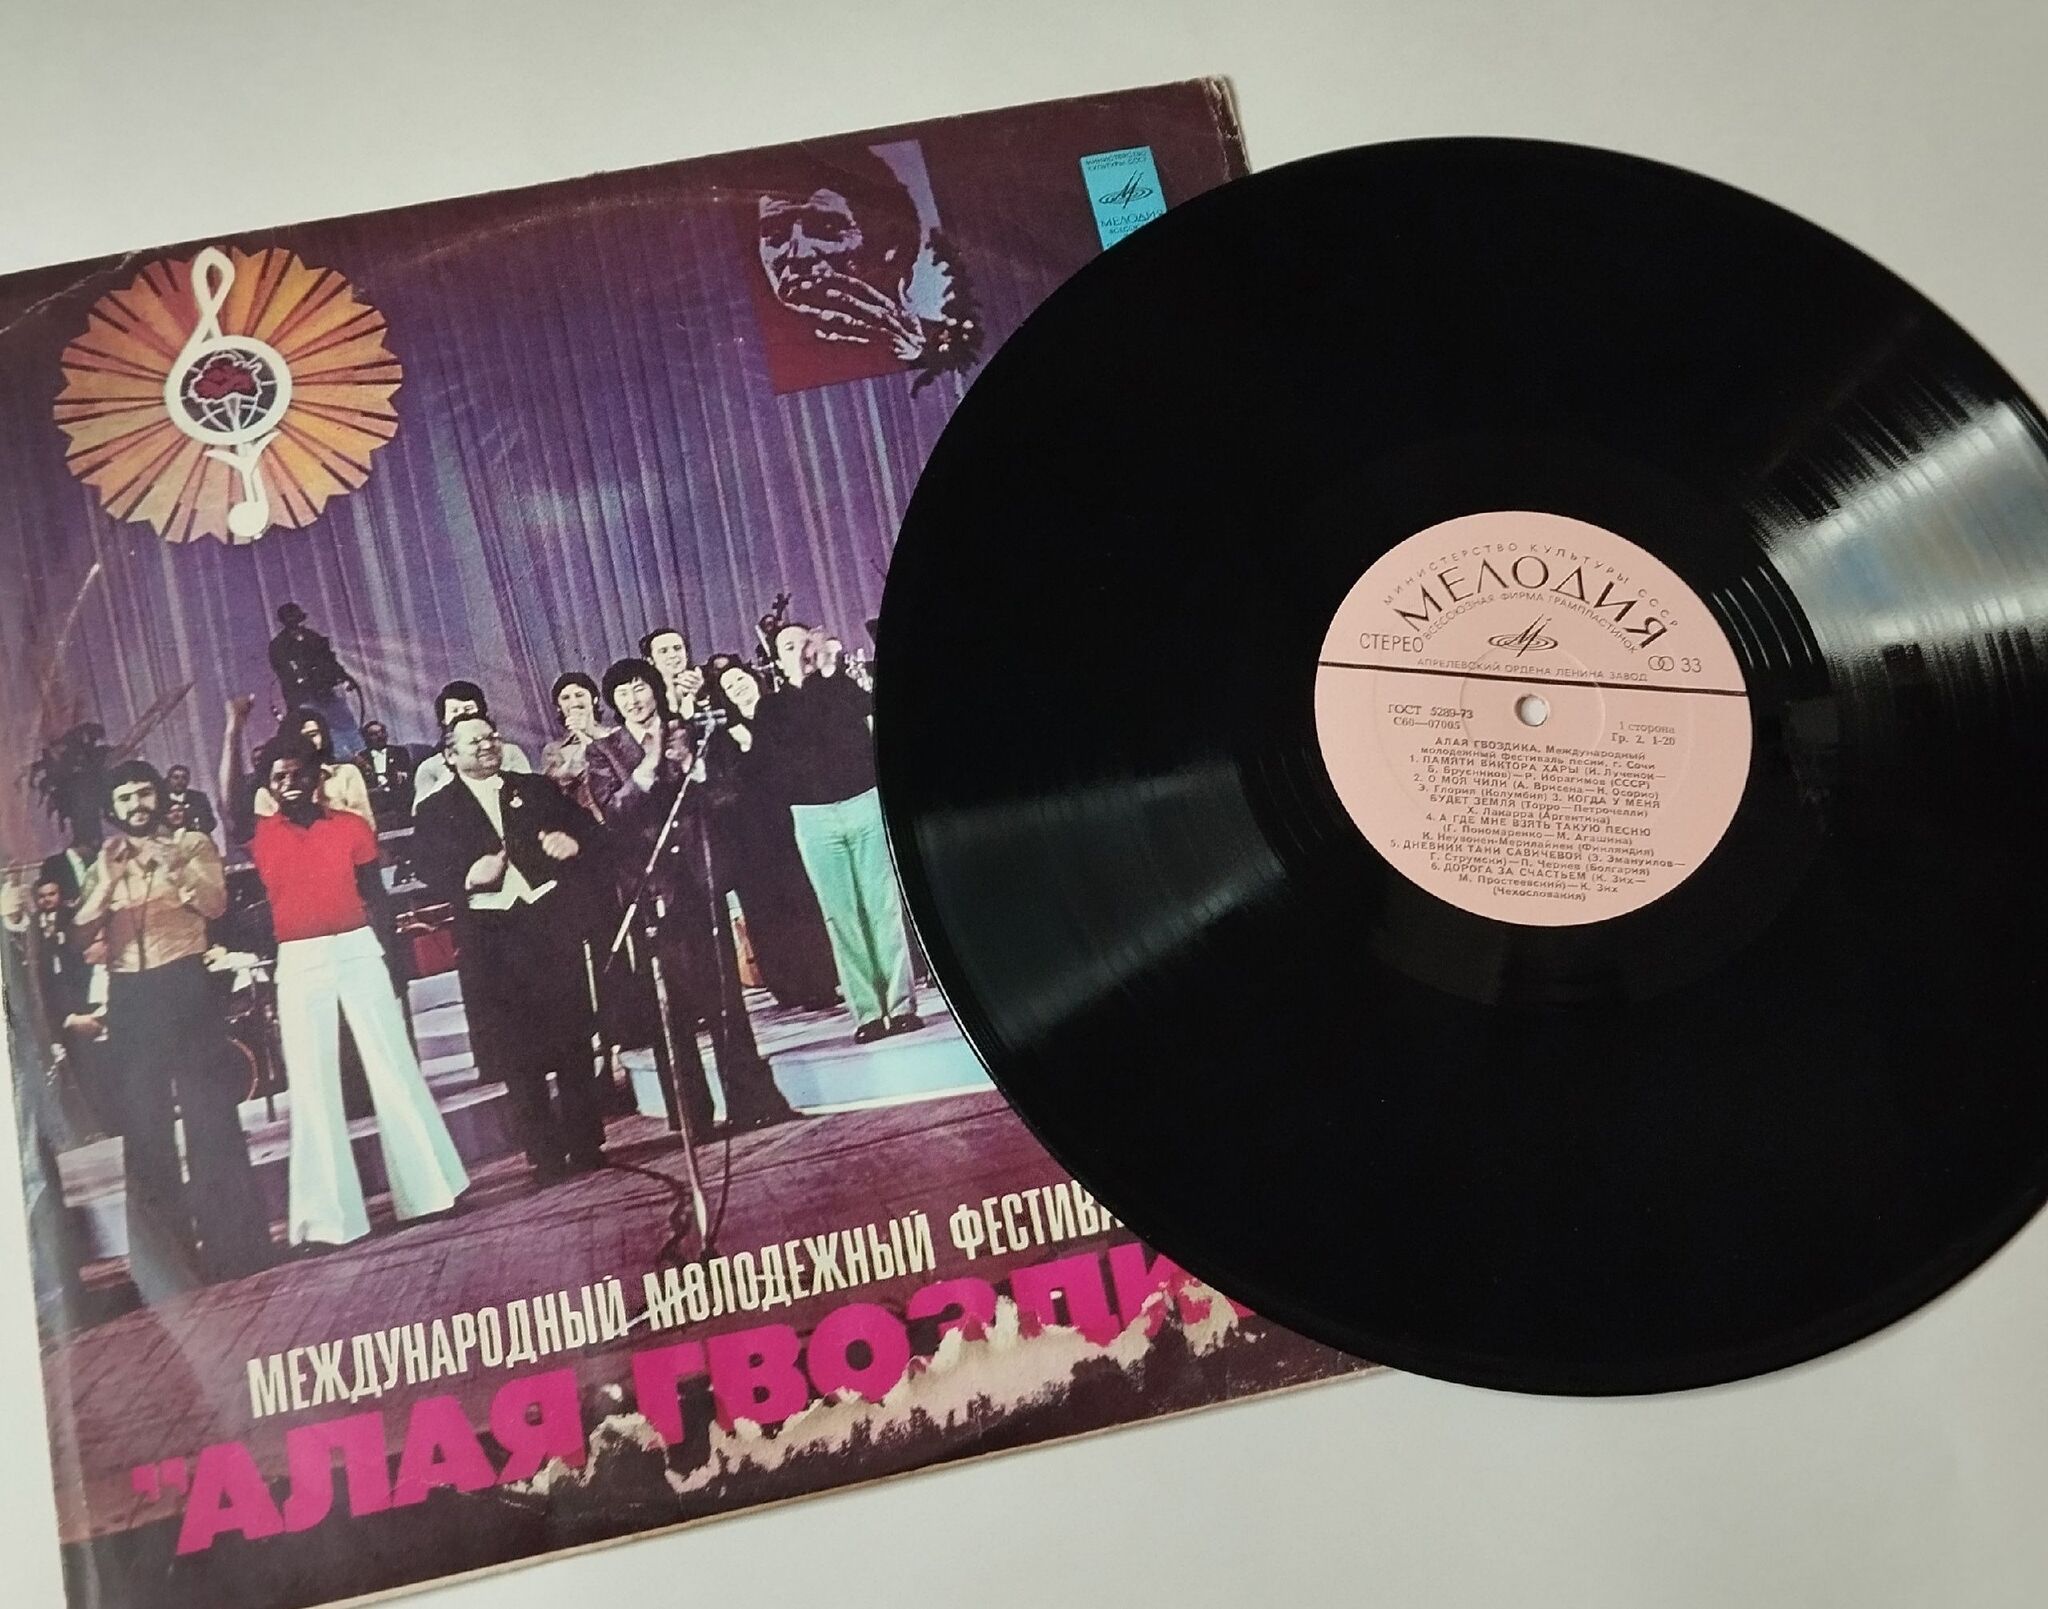 МИНИСТЕРСТВО
КУЛЬТУРЫ СССР
МЕЛОДИЯ
МЕЖДУНАРОДНЫЙ МОЛОДЕЖНЫЙ ФЕСТИВА
"АЛАЯ ГВОЗДИ
МИНИСТЕРСТВО КУЛЬТУРЫ СССР
МЕЛОДИЯ
ВСЕСОЮЗНАЯ ФИРМА ГРАМПЛАСТИНОК
СТЕРЕО
33
АПРЕЛЕВСКИЙ ОРДЕНА ЛЕНИНА ЗАВОД
ГОСТ 5289-73
С60—07005
1 сторона
Гр. 2, 1-20
АЛАЯ ГВОЗДИКА. Международный
молодежный фестиваль песни, г. Сочи
1. ПАМЯТИ ВИКТОРА ХАРЫ (И. Лученок—
Б. Брусников)—Р. Ибрагимов (СССР)
2. О МОЯ ЧИЛИ (А. Врисена—Н. Осорио)
Э. Глория (Колумбия) 3. КОГДА У МЕНЯ
БУДЕТ ЗЕМЛЯ (Торро—Петрочелли)
Х. Лакарра (Аргентина)
4. А ГДЕ МНЕ ВЗЯТЬ ТАКУЮ ПЕСНЮ
(Г. Пономаренко—М. Агашина)
К. Неувонен-Мерилайнен (Финляндия)
5. ДНЕВНИК ТАНИ САВИЧЕВОЙ (Э. Эмануилов—
Г. Струмски)—П. Чернев (Болгария)
6. ДОРОГА ЗА СЧАСТЬЕМ (К. Зих—
М. Простеевский)—К. Зих
(Чехословакия)